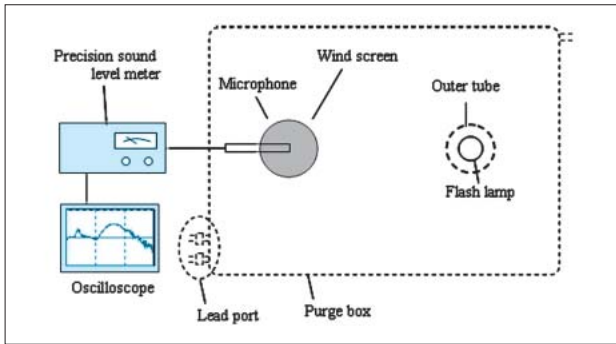 Precision sound
level meter
Microphone
Wind screen
Outer tube
Flash lamp
Oscilloscope
Lead port
Purge box